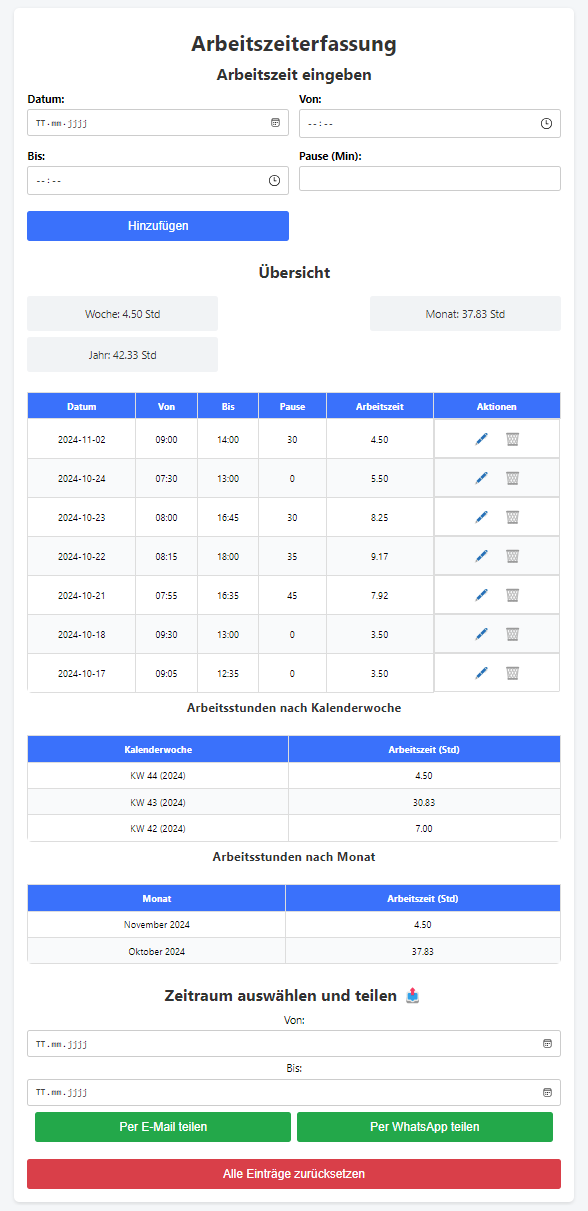 Arbeitszeiterfassung
Arbeitszeit eingeben
Datum: Von:
TT.mm.jjjj --:--
Bis: Pause (Min):
--:--
Hinzufügen
Übersicht
Woche: 4.50 Std Monat: 37.83 Std
Jahr: 42.33 Std
Datum Von Bis Pause Arbeitszeit Aktionen
2024-11-02 09:00 14:00 30 4.50
2024-10-24 07:30 13:00 0 5.50
2024-10-23 08:00 16:45 30 8.25
2024-10-22 08:15 18:00 35 9.17
2024-10-21 07:55 16:35 45 7.92
2024-10-18 09:30 13:00 0 3.50
2024-10-17 09:05 12:35 0 3.50
Arbeitsstunden nach Kalenderwoche
Kalenderwoche Arbeitszeit (Std)
KW 44 (2024) 4.50
KW 43 (2024) 30.83
KW 42 (2024) 7.00
Arbeitsstunden nach Monat
Monat Arbeitszeit (Std)
November 2024 4.50
Oktober 2024 37.83
Zeitraum auswählen und teilen
Von:
TT.mm.jjjj
Bis:
TT.mm.jjjj
Per E-Mail teilen Per WhatsApp teilen
Alle Einträge zurücksetzen